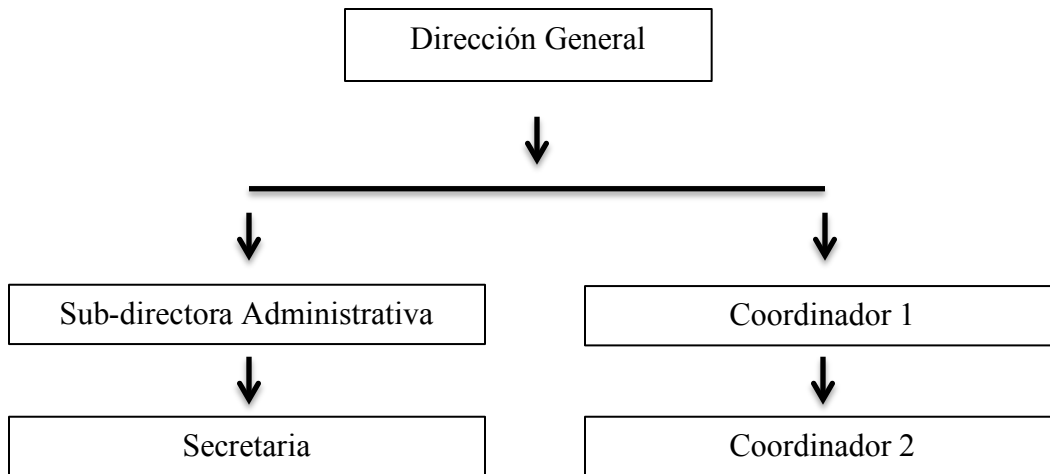 Dirección General
Sub-directora Administrativa
Coordinador 1
Secretaria
Coordinador 2